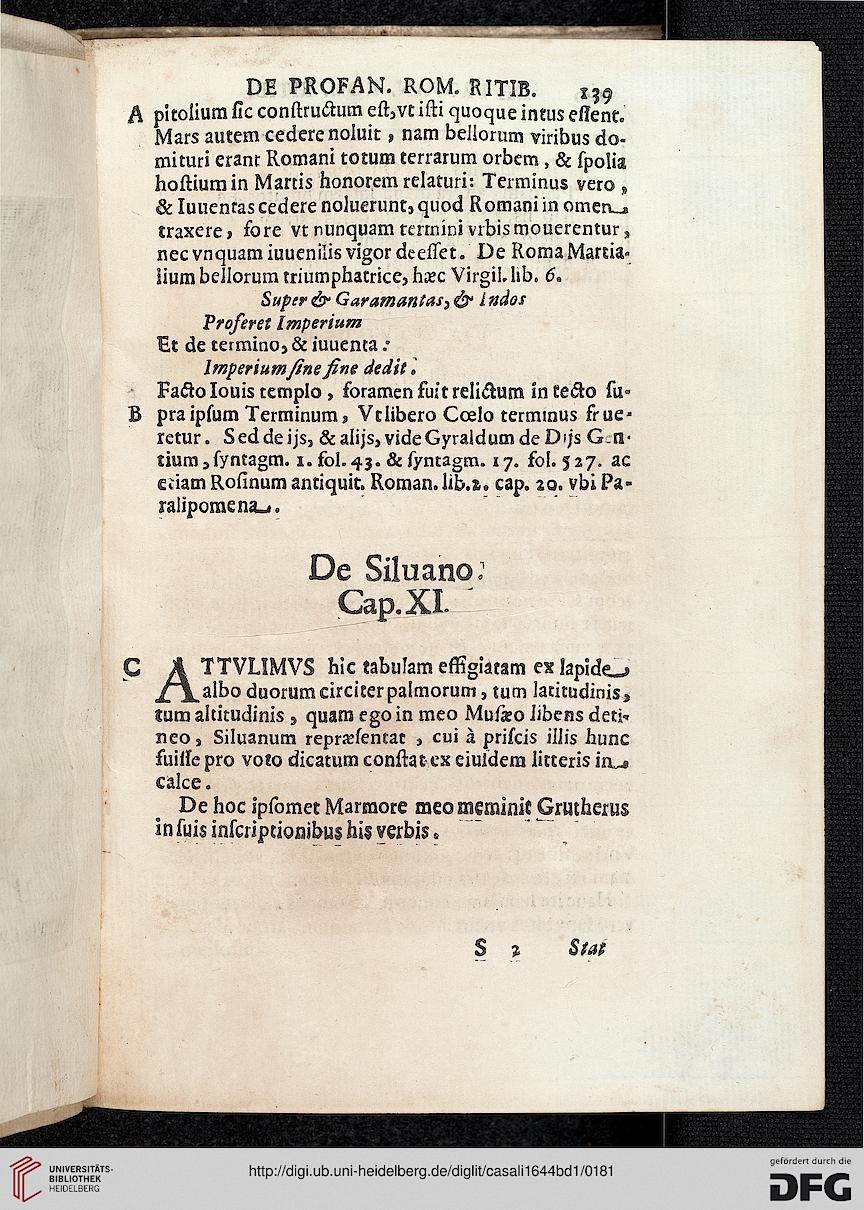 DE PROFAN. ROM. RITIB. 139
A pitolium ſic conſtructum eſt, vt iſti quoque intus eſſent.
Mars autem cedere noluit, nam bellorum viribus do-
mituri erant Romani totum terrarum orbem, & ſpolia
hoſtium in Martis honorem relaturi: Terminus vero,
& Iuuentas cedere noluerunt, quod Romani in omen
traxere, fore vt nunquam termini vrbis mouerentur,
nec vnquam iuuenilis vigor deeſſet. De Roma Martia-
lium bellorum triumphatrice, hæc Virgil. lib. 6.
Super & Garamantas, & Indos
Proferet Imperium
Et de termino, & iuuenta:
Imperium ſine fine dedit.
Facto Iouis templo, foramen fuit relictum in tecto ſu-
B pra ipſum Terminum, Vt libero Cœlo terminus frue-
retur. Sed de ijs, & alijs, vide Gyraldum de Dijs Gen-
tium, ſyntagm. 1. fol. 43. & ſyntagm. 17. fol. 527. ac
etiam Roſinum antiquit. Roman. lib. 2. cap. 20. vbi Pa-
ralipomena.
De Siluano.
Cap. XI.
C ATTVLIMVS hic tabulam effigiatam ex lapide
albo duorum circiter palmorum, tum latitudinis,
tum altitudinis, quam ego in meo Muſæo libens deti-
neo, Siluanum repræſentat, cui à priſcis illis hunc
fuiſſe pro voto dicatum conſtat ex eiuſdem litteris in
calce.
De hoc ipſomet Marmore meo meminit Grutherus
in ſuis inſcriptionibus his verbis.
S 2 Stat
UNIVERSITÄTS-
BIBLIOTHEK
HEIDELBERG
http://digi.ub.uni-heidelberg.de/diglit/casali1644bd1/0181
gefördert durch die
DFG